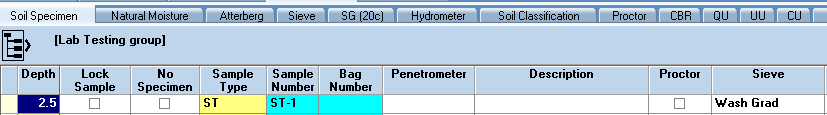 Soil Specimen Natural Moisture Atterberg Sieve SG (20c) Hydrometer Soil Classification Proctor CBR QU UU CU
[Lab Testing group]
Depth Lock Sample No Specimen Sample Type Sample Number Bag Number Penetrometer Description Proctor Sieve
2.5 ST ST-1 Wash Grad